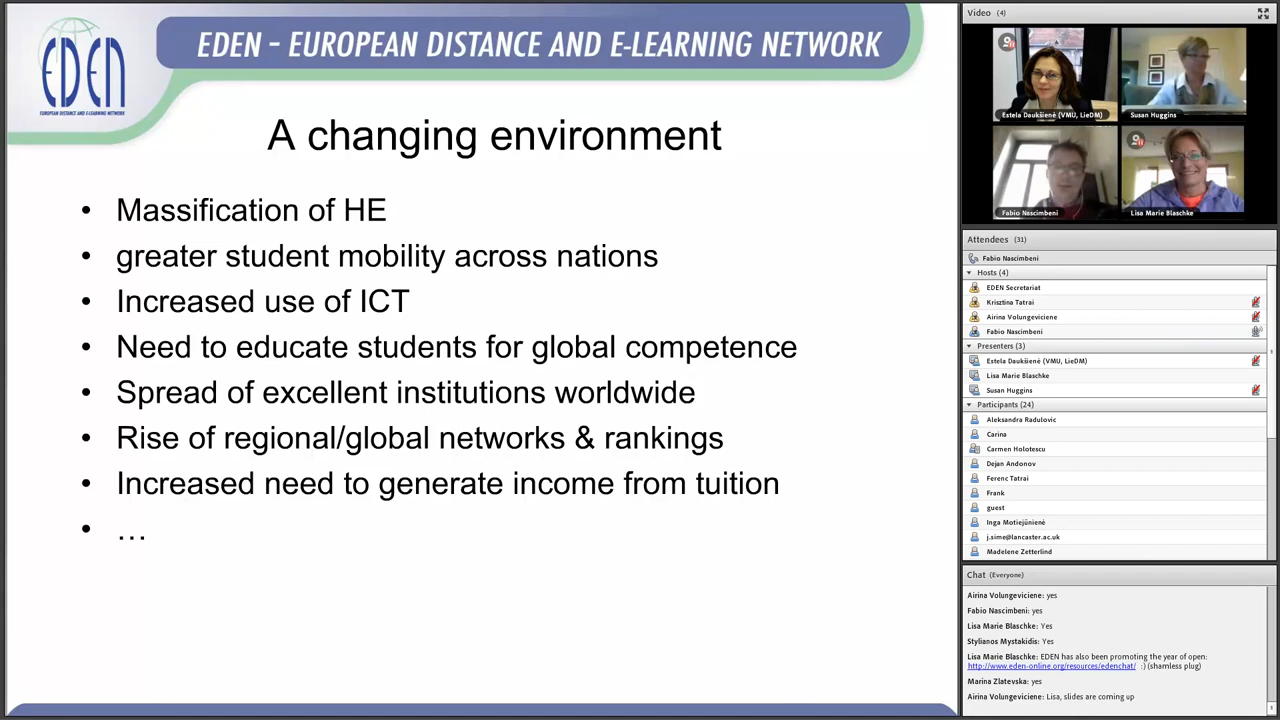 EDEN
EUROPEAN DISTANCE AND E-LEARNING NETWORK
EDEN – EUROPEAN DISTANCE AND E-LEARNING NETWORK
A changing environment
• Massification of HE
• greater student mobility across nations
• Increased use of ICT
• Need to educate students for global competence
• Spread of excellent institutions worldwide
• Rise of regional/global networks & rankings
• Increased need to generate income from tuition
• …
Video (4)
Estela Daukšienė (VMU, LieDM)
Susan Huggins
Fabio Nascimbeni
Lisa Marie Blaschke
Attendees (31)
Fabio Nascimbeni
Hosts (4)
EDEN Secretariat
Krisztina Tatrai
Airina Volungeviciene
Fabio Nascimbeni
Presenters (3)
Estela Daukšienė (VMU, LieDM)
Lisa Marie Blaschke
Susan Huggins
Participants (24)
Aleksandra Radulovic
Carina
Carmen Holotescu
Dejan Andonov
Ferenc Tatrai
Frank
guest
Inga Motiejūnienė
j.sime@lancaster.ac.uk
Madelene Zetterlind
Chat (Everyone)
Airina Volungeviciene: yes
Fabio Nascimbeni: yes
Lisa Marie Blaschke: Yes
Stylianos Mystakidis: Yes
Lisa Marie Blaschke: EDEN has also been promoting the year of open:
http://www.eden-online.org/resources/edenchat/ :) (shamless plug)
Marina Zlatevska: yes
Airina Volungeviciene: Lisa, slides are coming up